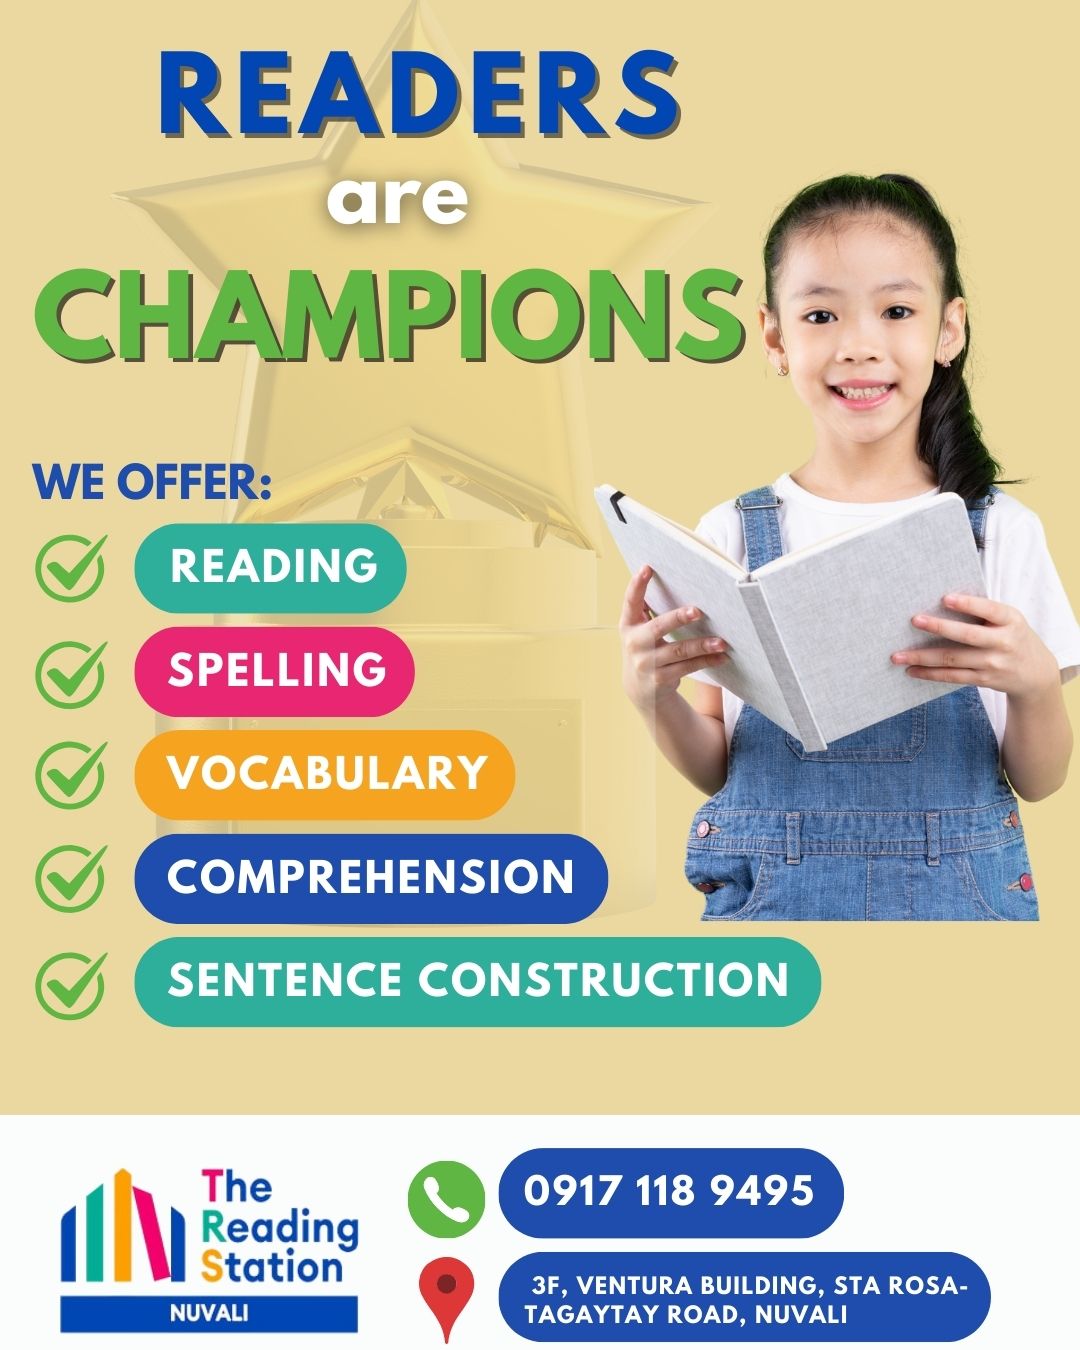 READERS
are
CHAMPIONS
WE OFFER:
READING
SPELLING
VOCABULARY
COMPREHENSION
SENTENCE CONSTRUCTION
The
Reading
Station
NUVALI
0917 118 9495
3F, VENTURA BUILDING, STA ROSA-
TAGAYTAY ROAD, NUVALI